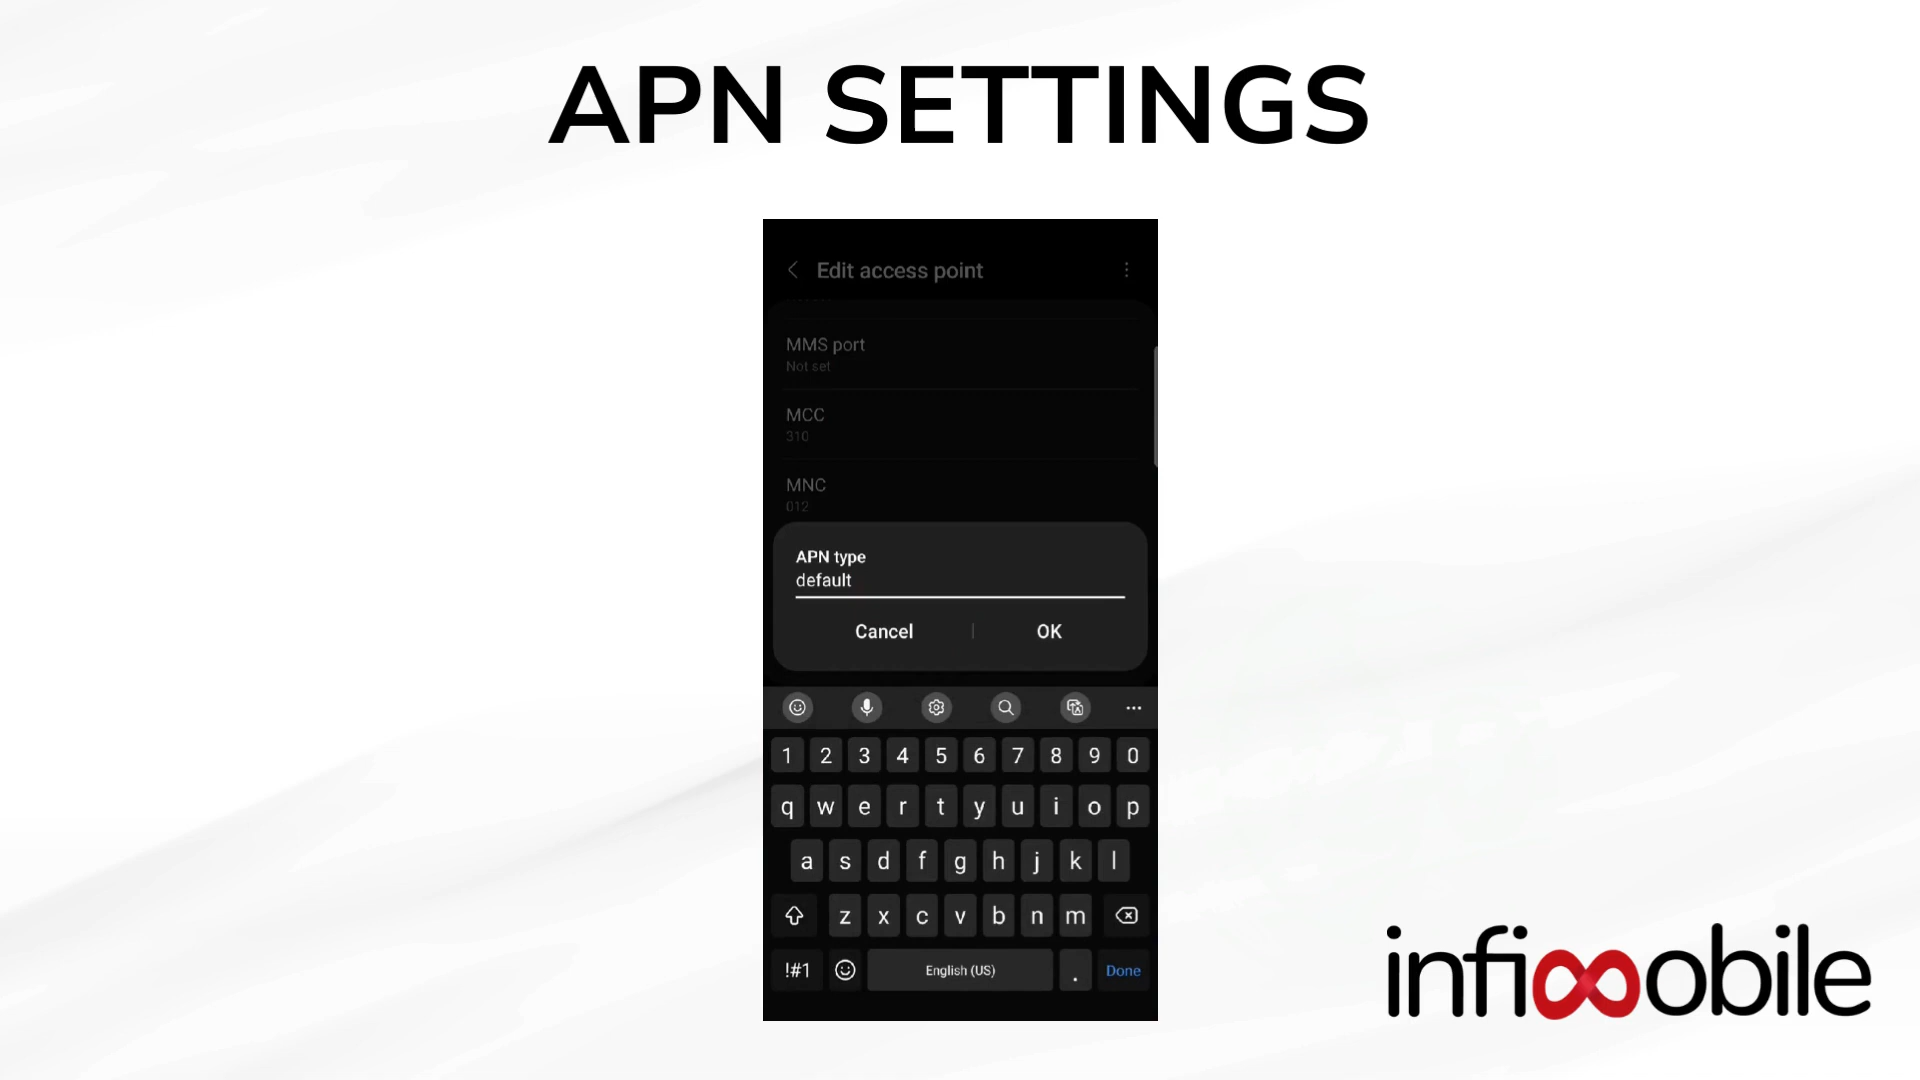 APN SETTINGS
Edit access point
MMS port
Not set
MCC
310
MNC
012
APN type
default
Cancel | OK
1 2 3 4 5 6 7 8 9 0
q w e r t y u i o p
a s d f g h j k l
z x c v b n m
!#1 English (US) . Done
infimobile